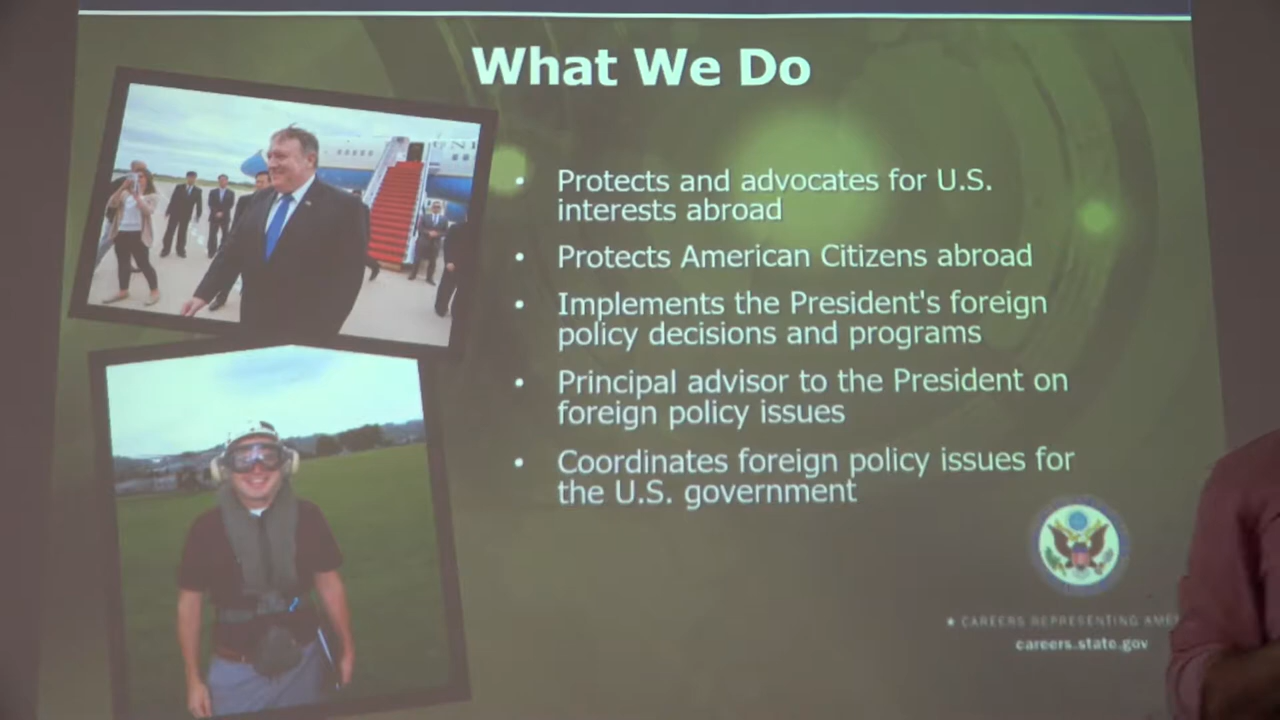 What We Do
• Protects and advocates for U.S.
interests abroad
• Protects American Citizens abroad
• Implements the President's foreign
policy decisions and programs
• Principal advisor to the President on
foreign policy issues
• Coordinates foreign policy issues for
the U.S. government
★ CAREERS REPRESENTING
careers.state.gov